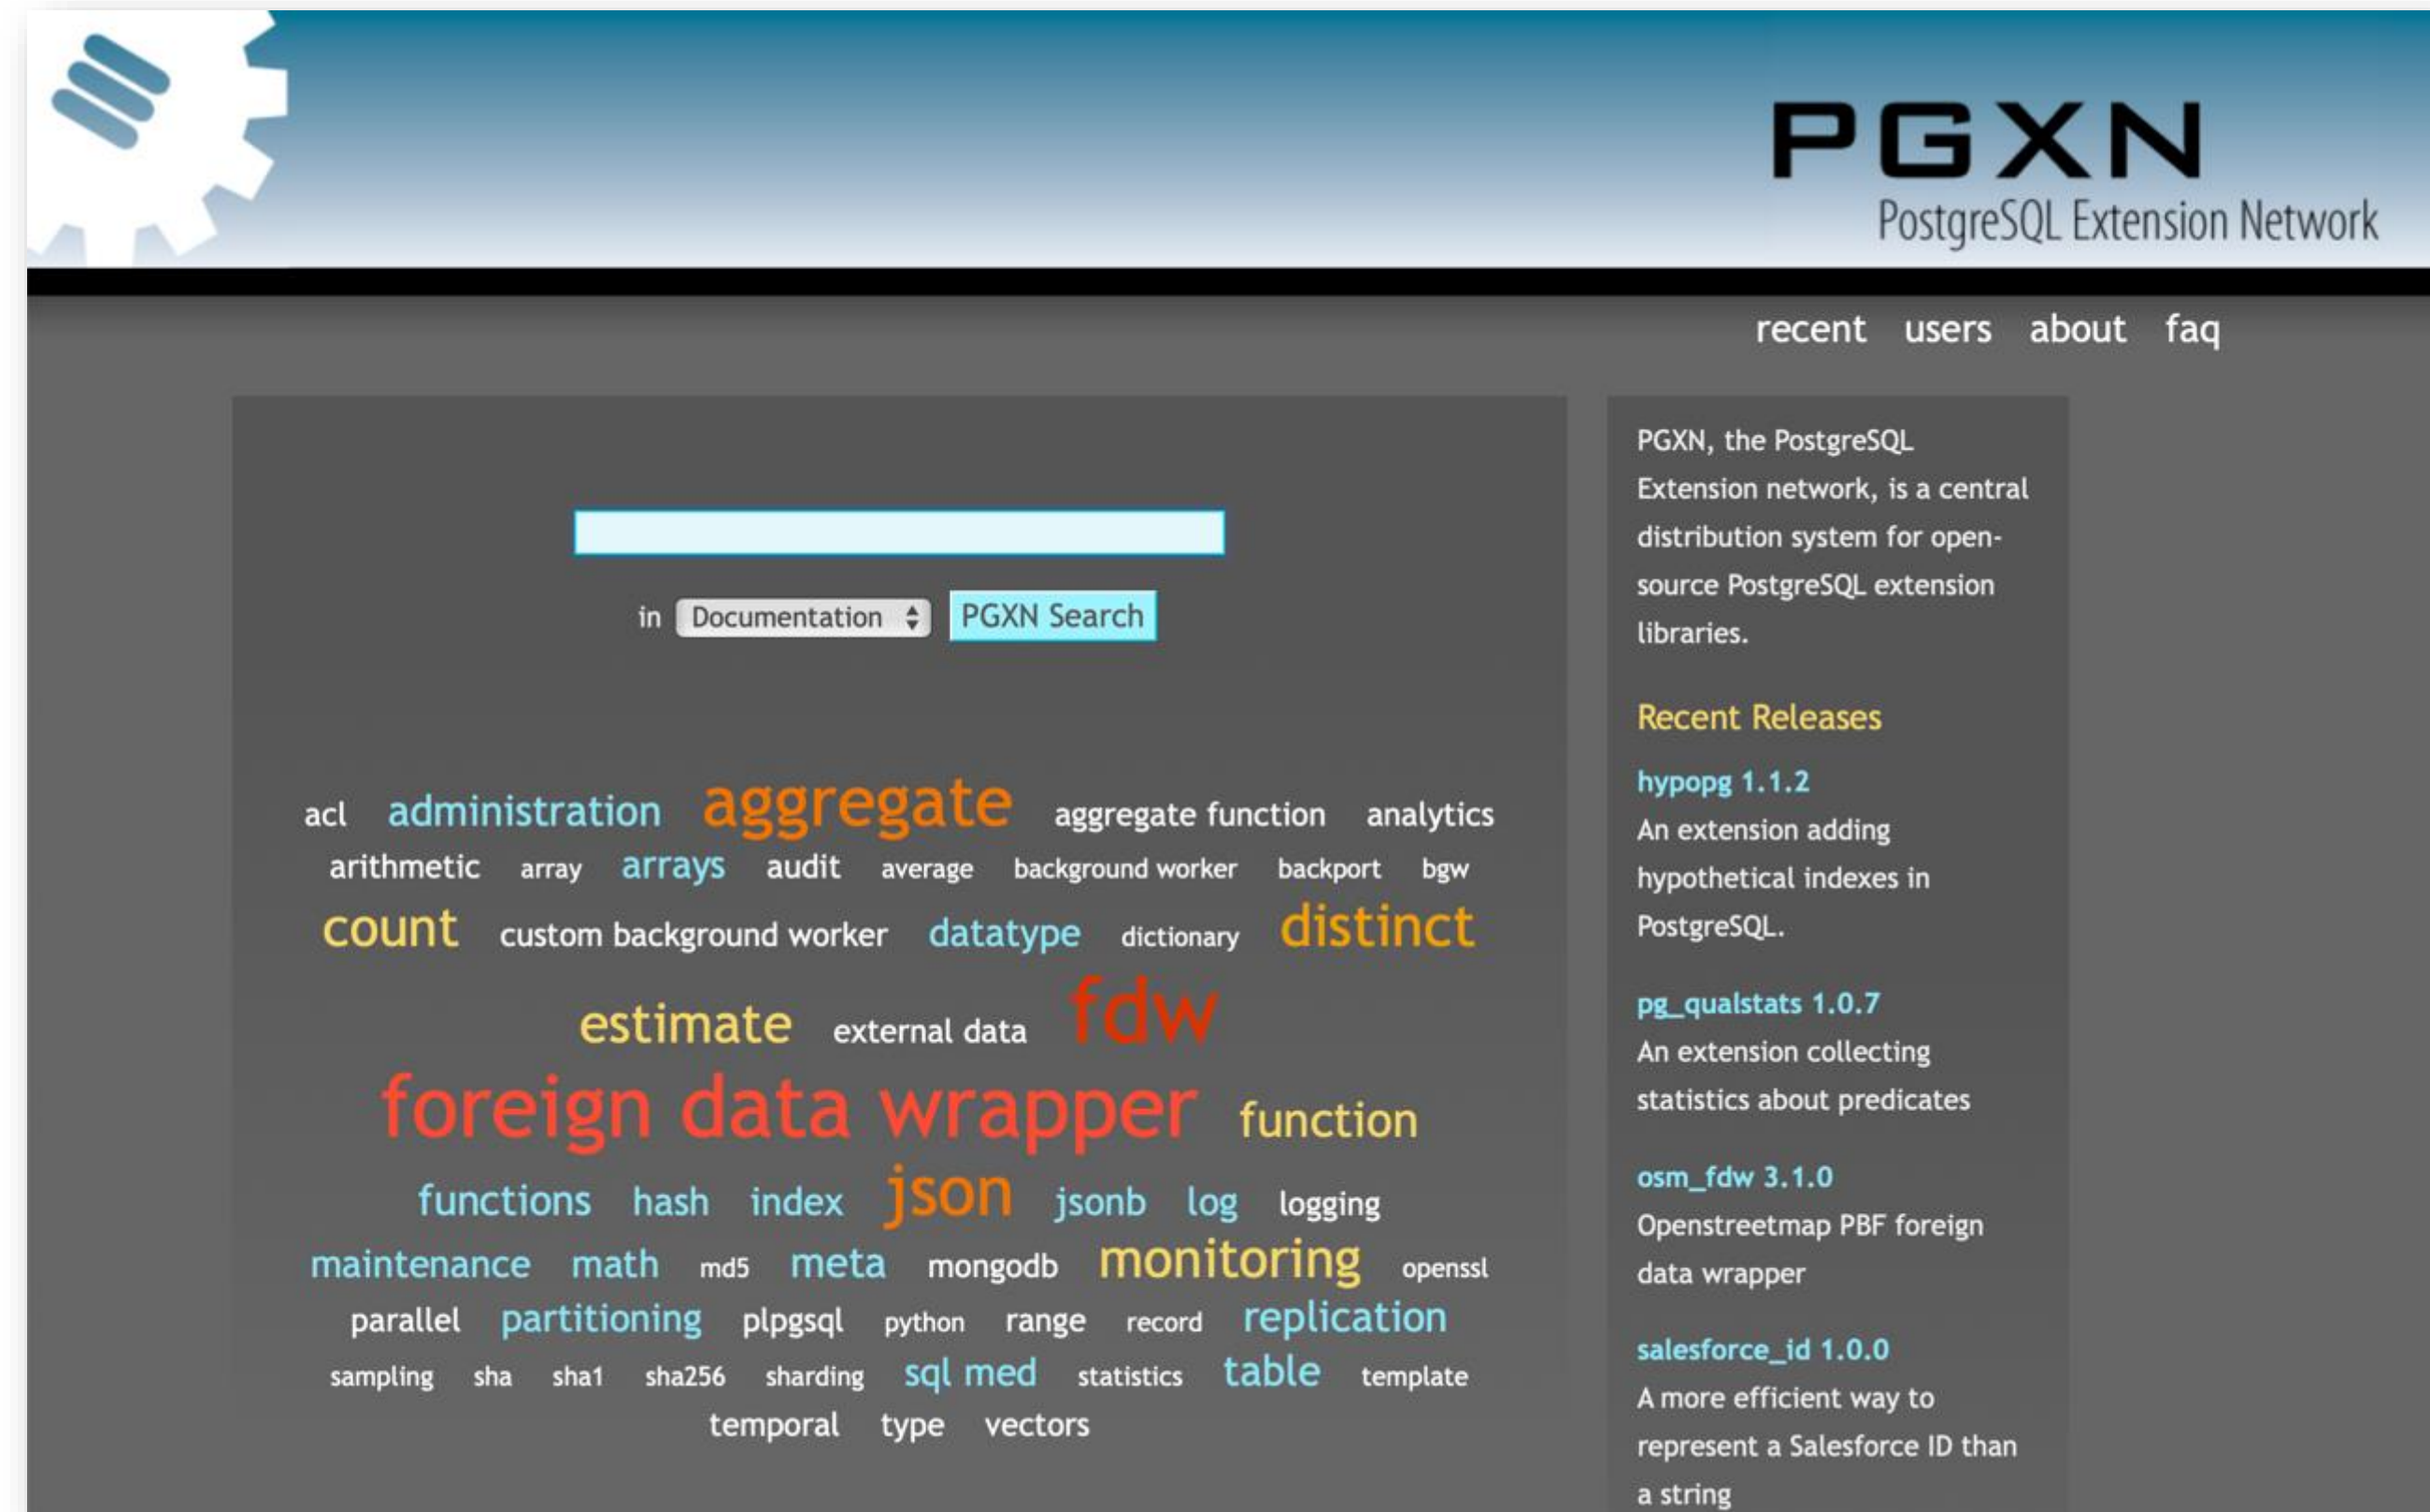 PGXN
PostgreSQL Extension Network
recent users about faq
in Documentation PGXN Search
acl administration aggregate aggregate function analytics
arithmetic array arrays audit average background worker backport bgw
count custom background worker datatype dictionary distinct
estimate external data fdw
foreign data wrapper function
functions hash index json jsonb log logging
maintenance math md5 meta mongodb monitoring openssl
parallel partitioning plpgsql python range record replication
sampling sha sha1 sha256 sharding sql med statistics table template
temporal type vectors
PGXN, the PostgreSQL
Extension network, is a central
distribution system for open-
source PostgreSQL extension
libraries.
Recent Releases
hypopg 1.1.2
An extension adding
hypothetical indexes in
PostgreSQL.
pg_qualstats 1.0.7
An extension collecting
statistics about predicates
osm_fdw 3.1.0
Openstreetmap PBF foreign
data wrapper
salesforce_id 1.0.0
A more efficient way to
represent a Salesforce ID than
a string